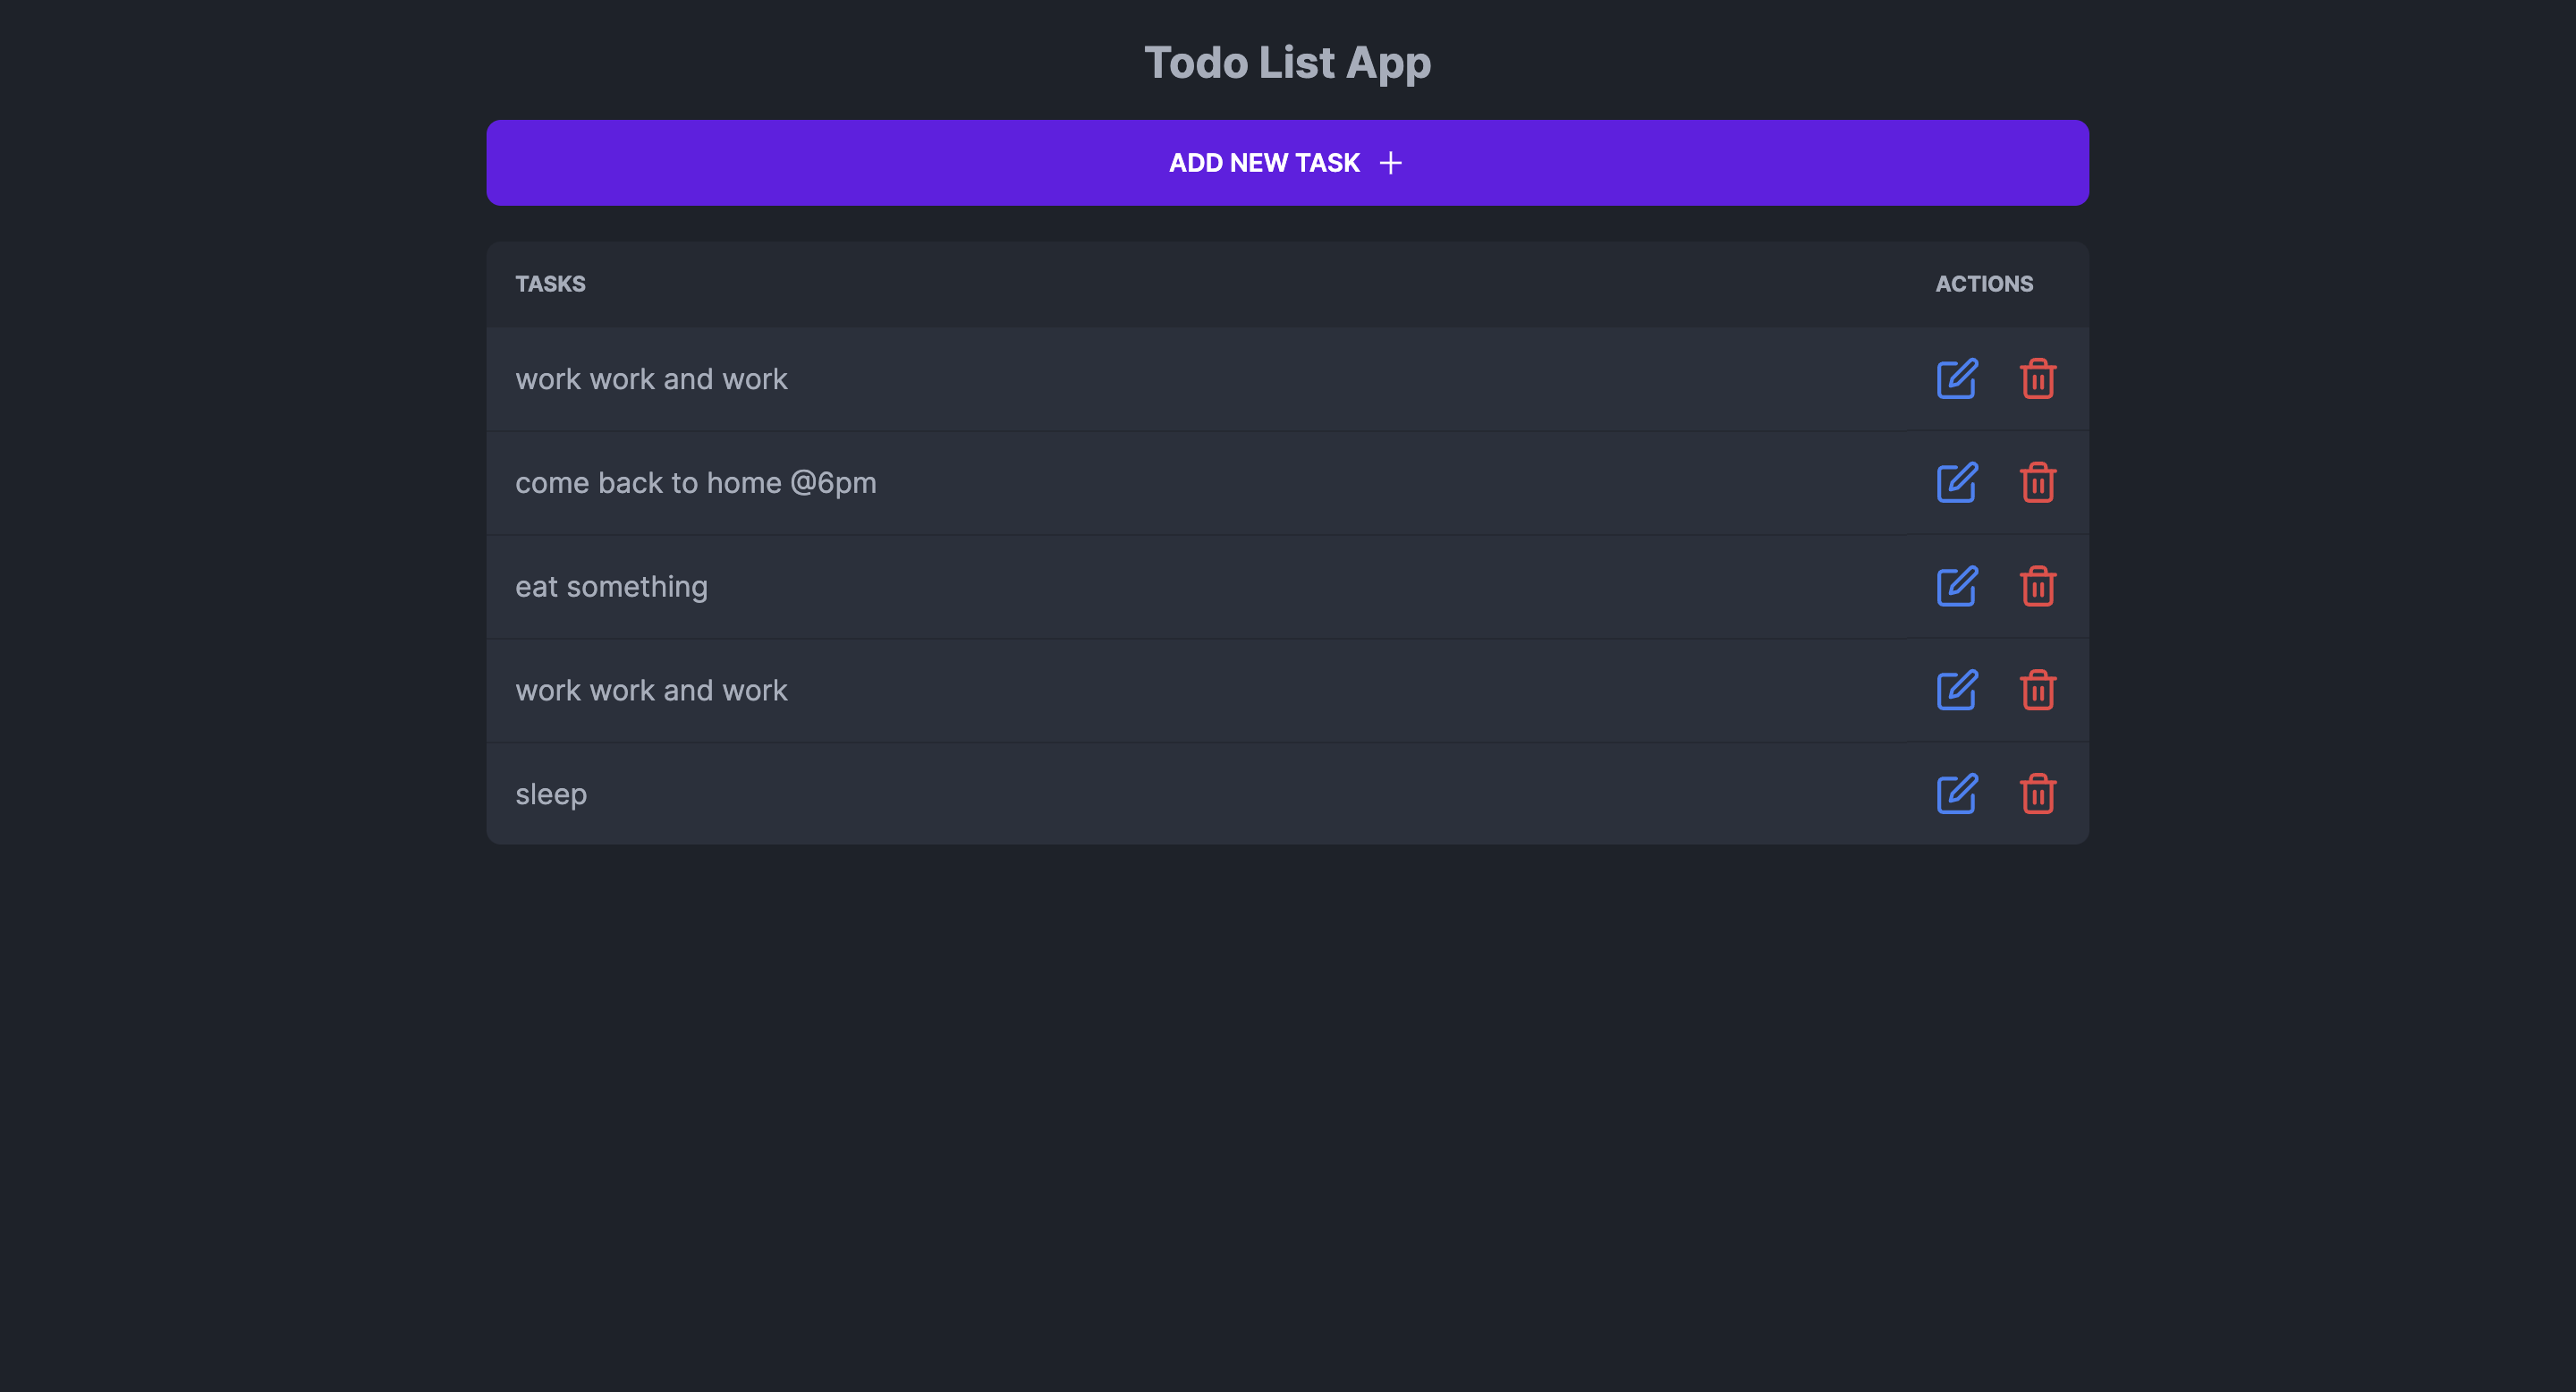 Todo List App
ADD NEW TASK +
TASKS ACTIONS
work work and work
come back to home @6pm
eat something
work work and work
sleep